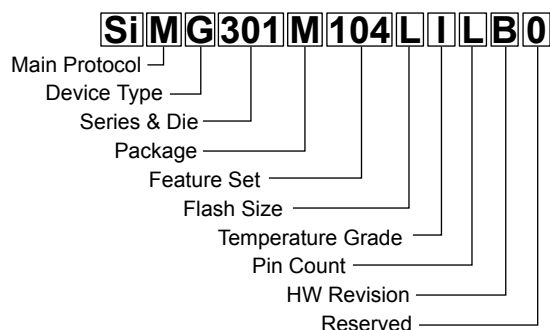 SiMG301M104LILB0
Main Protocol
Device Type
Series & Die
Package
Feature Set
Flash Size
Temperature Grade
Pin Count
HW Revision
Reserved